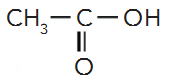 CH₃ – C – OH
O